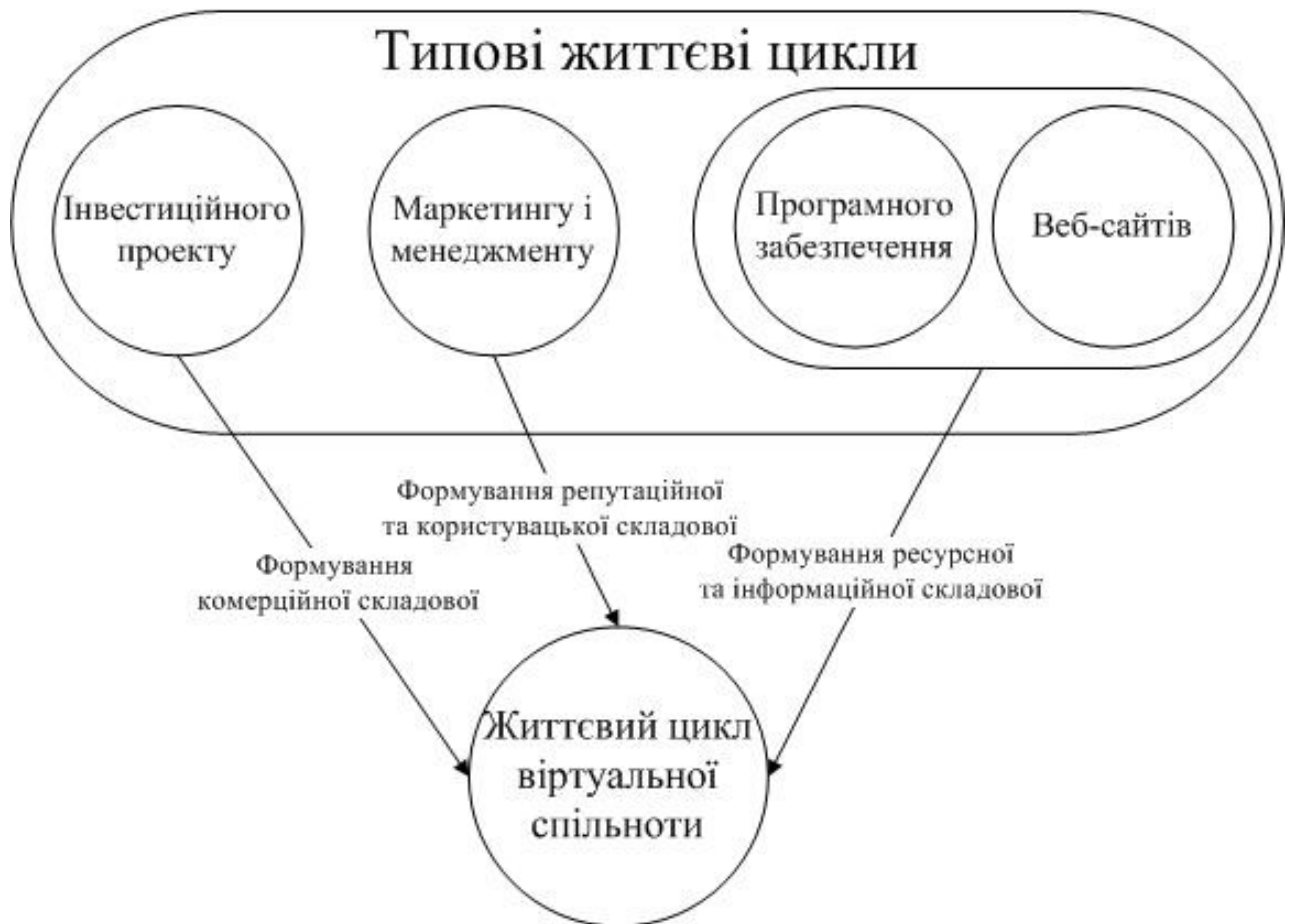 Типові життєві цикли
Інвестиційного
проекту
Маркетингу і
менеджменту
Програмного
забезпечення
Веб-сайтів
Формування репутаційної
та користувацької складової
Формування
комерційної складової
Формування ресурсної
та інформаційної складової
Життєвий цикл
віртуальної
спільноти